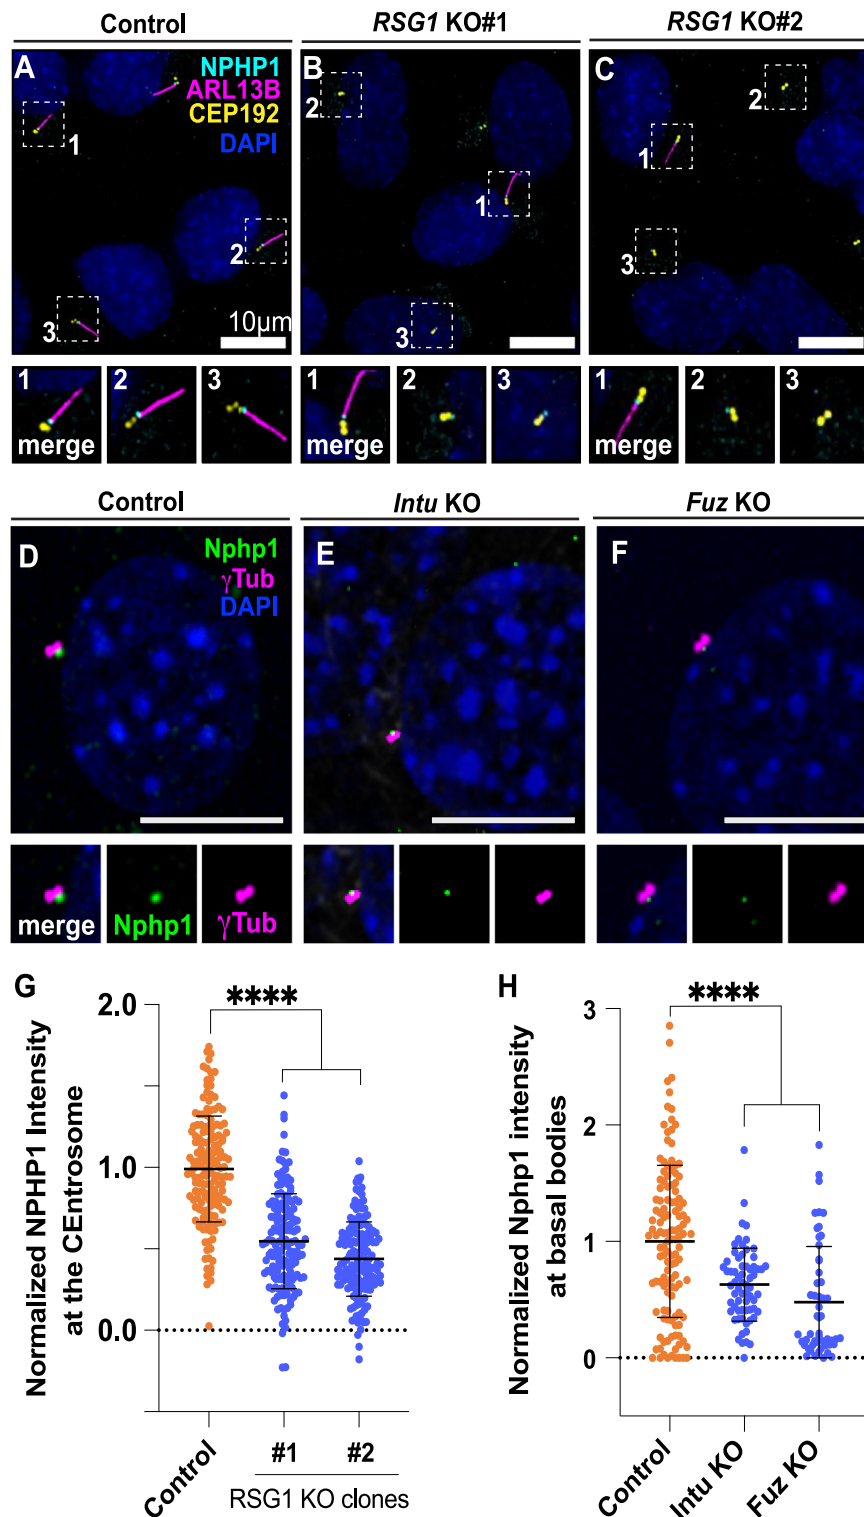 Control
RSG1 KO#1
RSG1 KO#2
A
NPHP1
ARL13B
CEP192
DAPI
1
2
3
10µm
B
2
1
3
C
2
1
3
1
merge
2
3
1
merge
2
3
1
merge
2
3
Control
Intu KO
Fuz KO
D
Nphp1
γTub
DAPI
E
F
merge
Nphp1
γTub
G
Normalized NPHP1 Intensity
at the CEntrosome
2.0
1.0
0.0
****
Control
#1
#2
RSG1 KO clones
H
Normalized Nphp1 intensity
at basal bodies
3
2
1
0
****
Control
Intu KO
Fuz KO